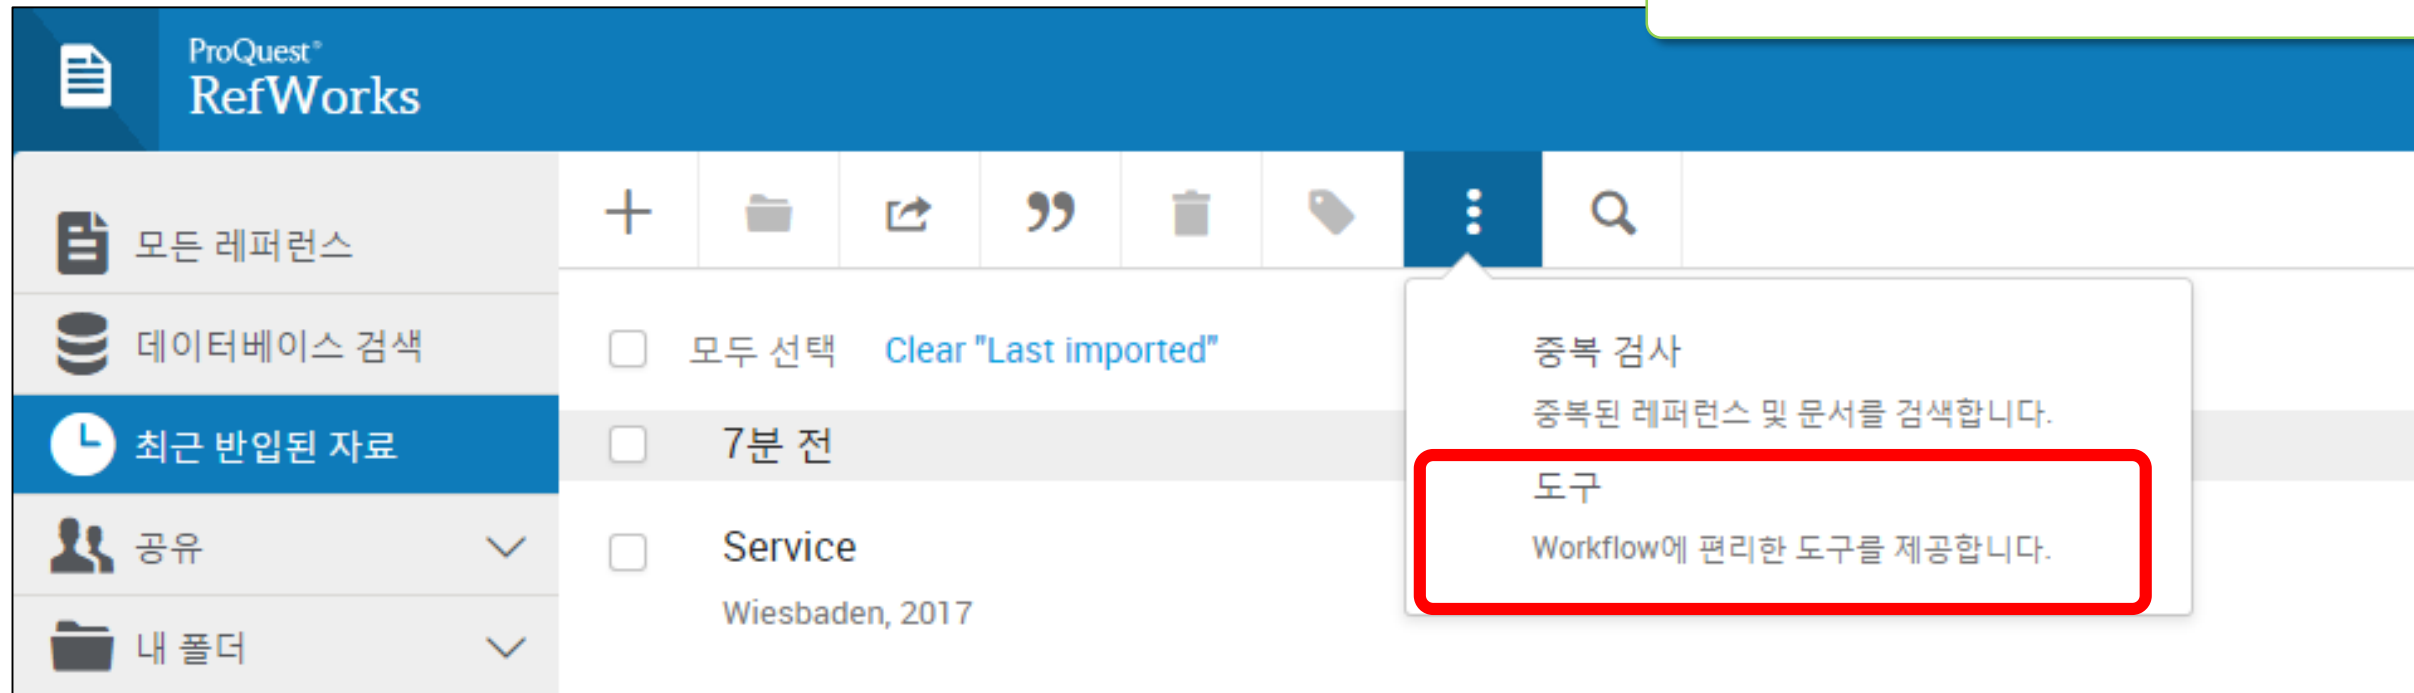 ProQuest®
RefWorks
모든 레퍼런스
데이터베이스 검색
최근 반입된 자료
공유
내 폴더
모두 선택 Clear "Last imported"
7분 전
Service
Wiesbaden, 2017
중복 검사
중복된 레퍼런스 및 문서를 검색합니다.
도구
Workflow에 편리한 도구를 제공합니다.